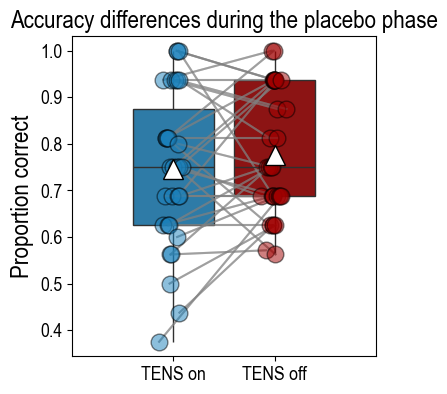 Accuracy differences during the placebo phase
Proportion correct
1.0
0.9
0.8
0.7
0.6
0.5
0.4
TENS on
TENS off